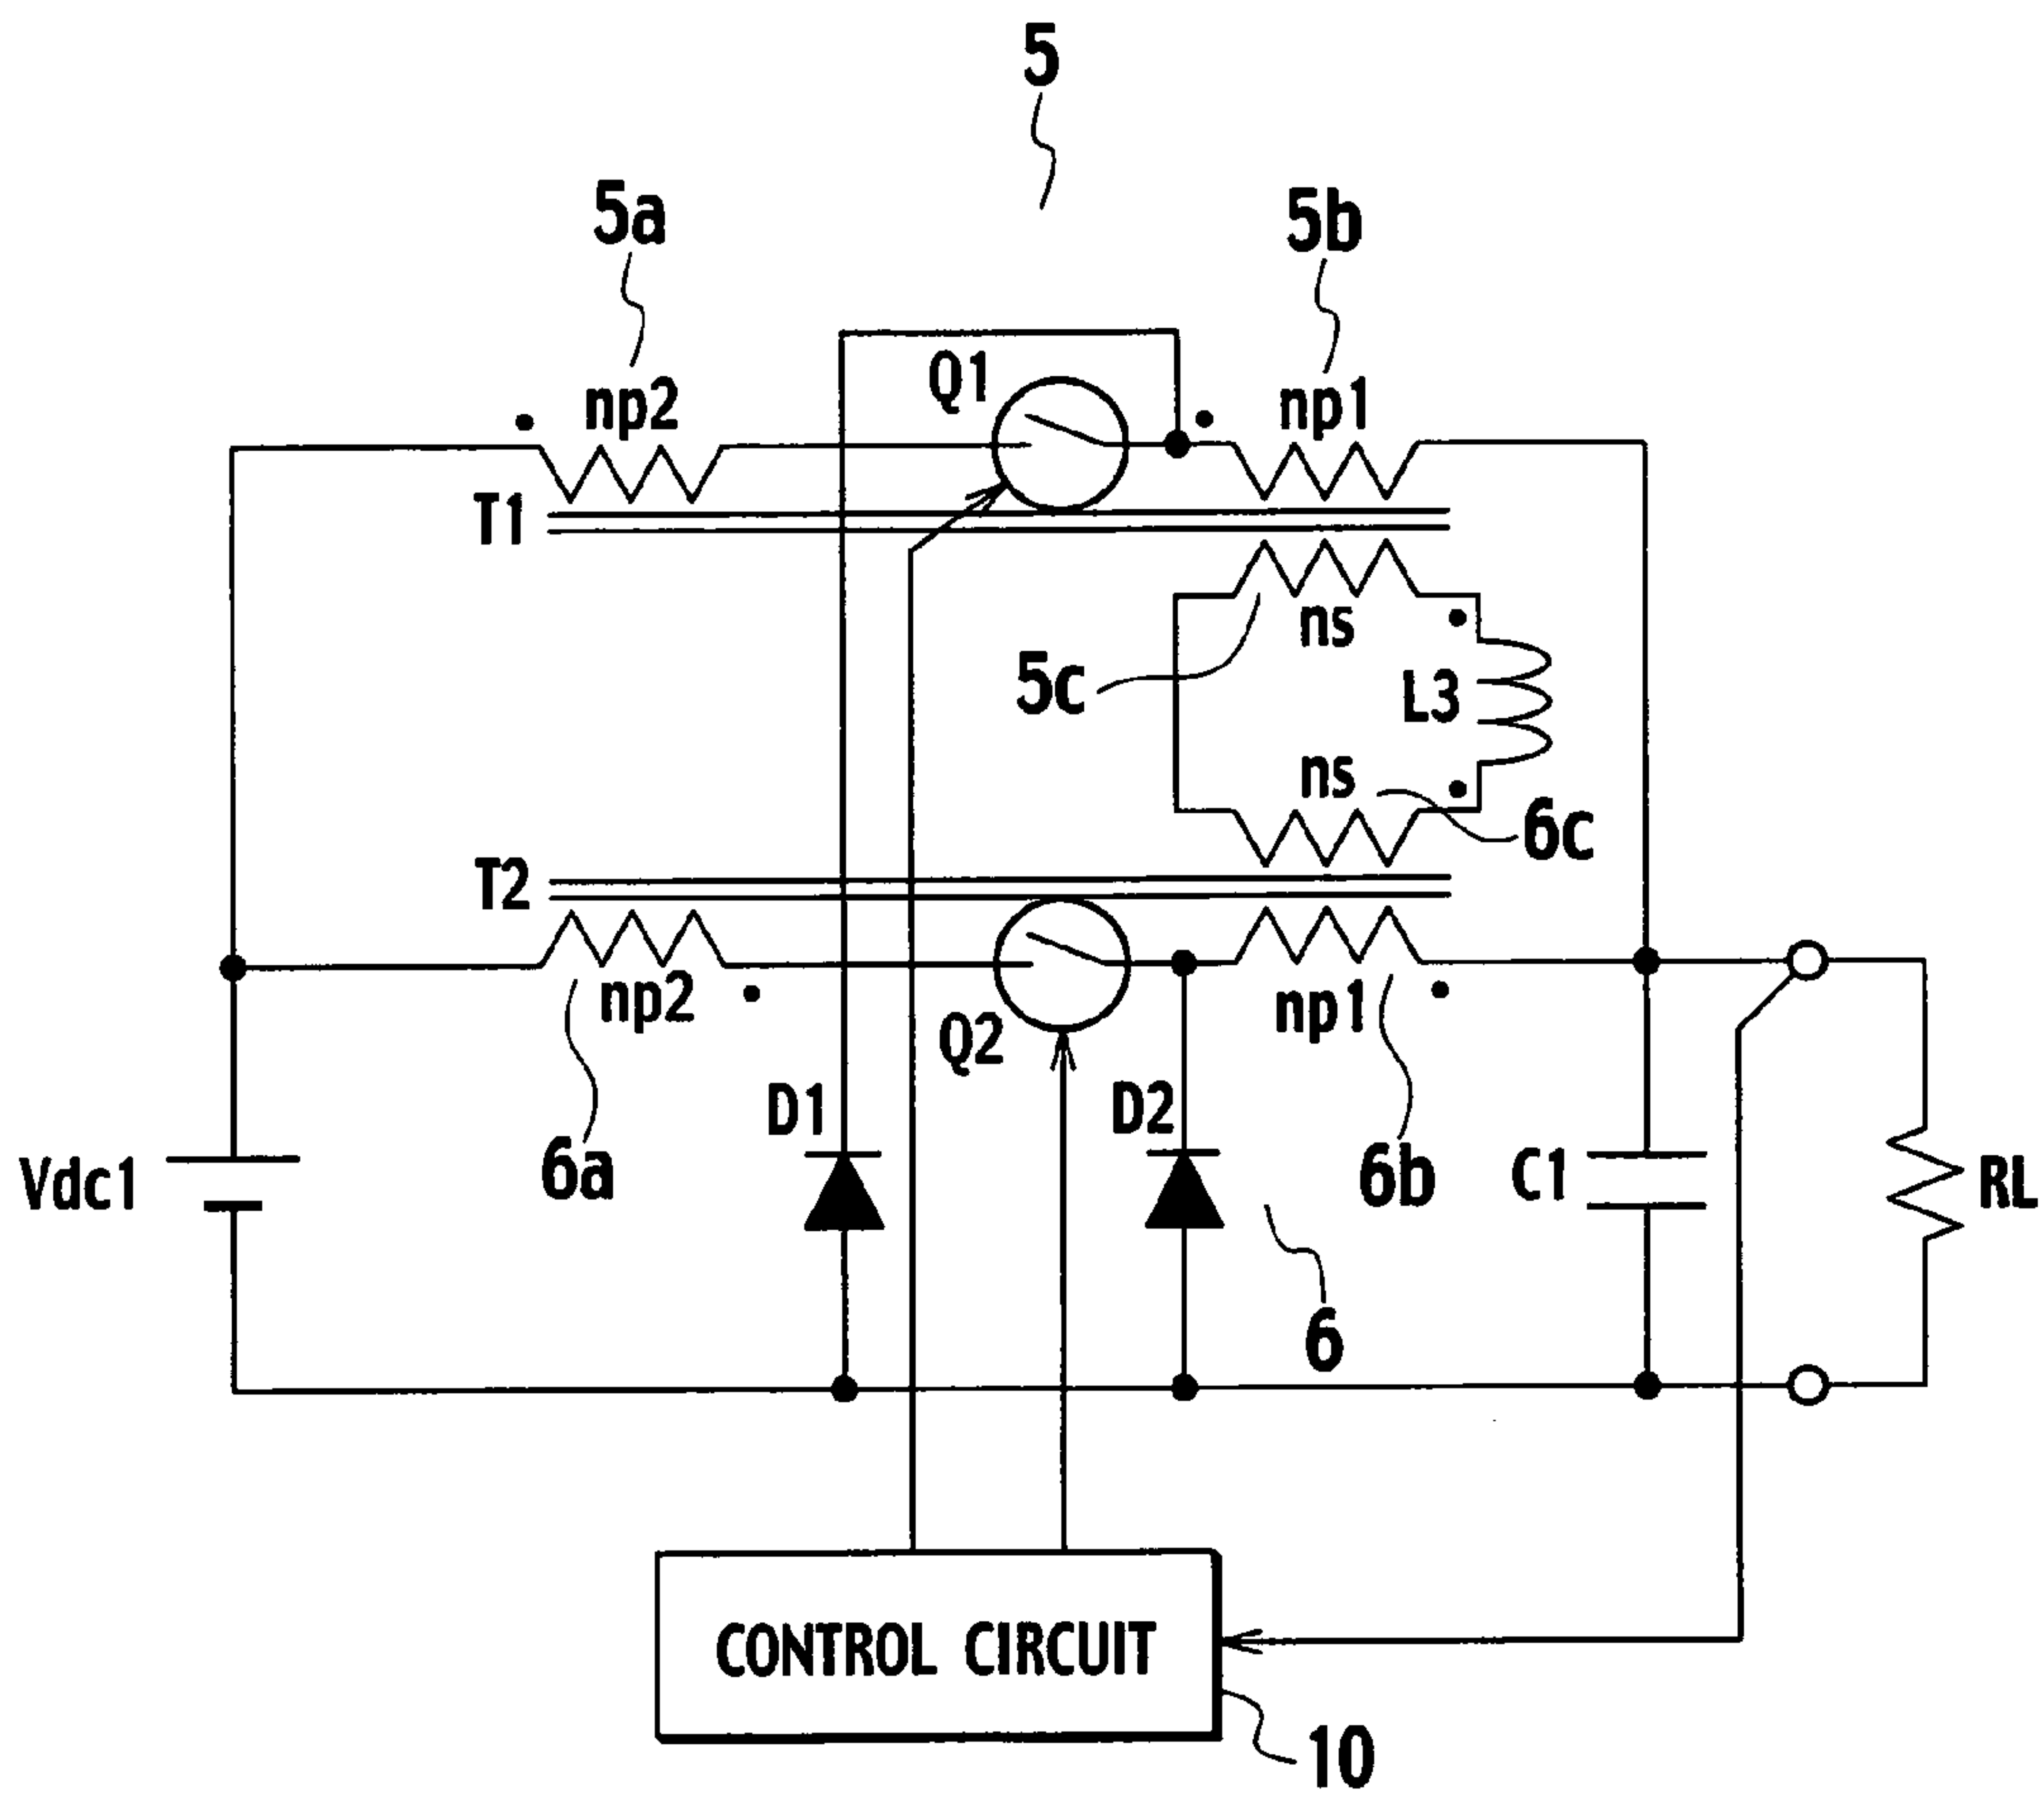 5
5a
5b
Q1
np2
np1
T1
ns
5c
L3
ns
6c
T2
np2
np1
Q2
D1
D2
6a
6b
C1
Vdc1
RL
6
CONTROL CIRCUIT
10